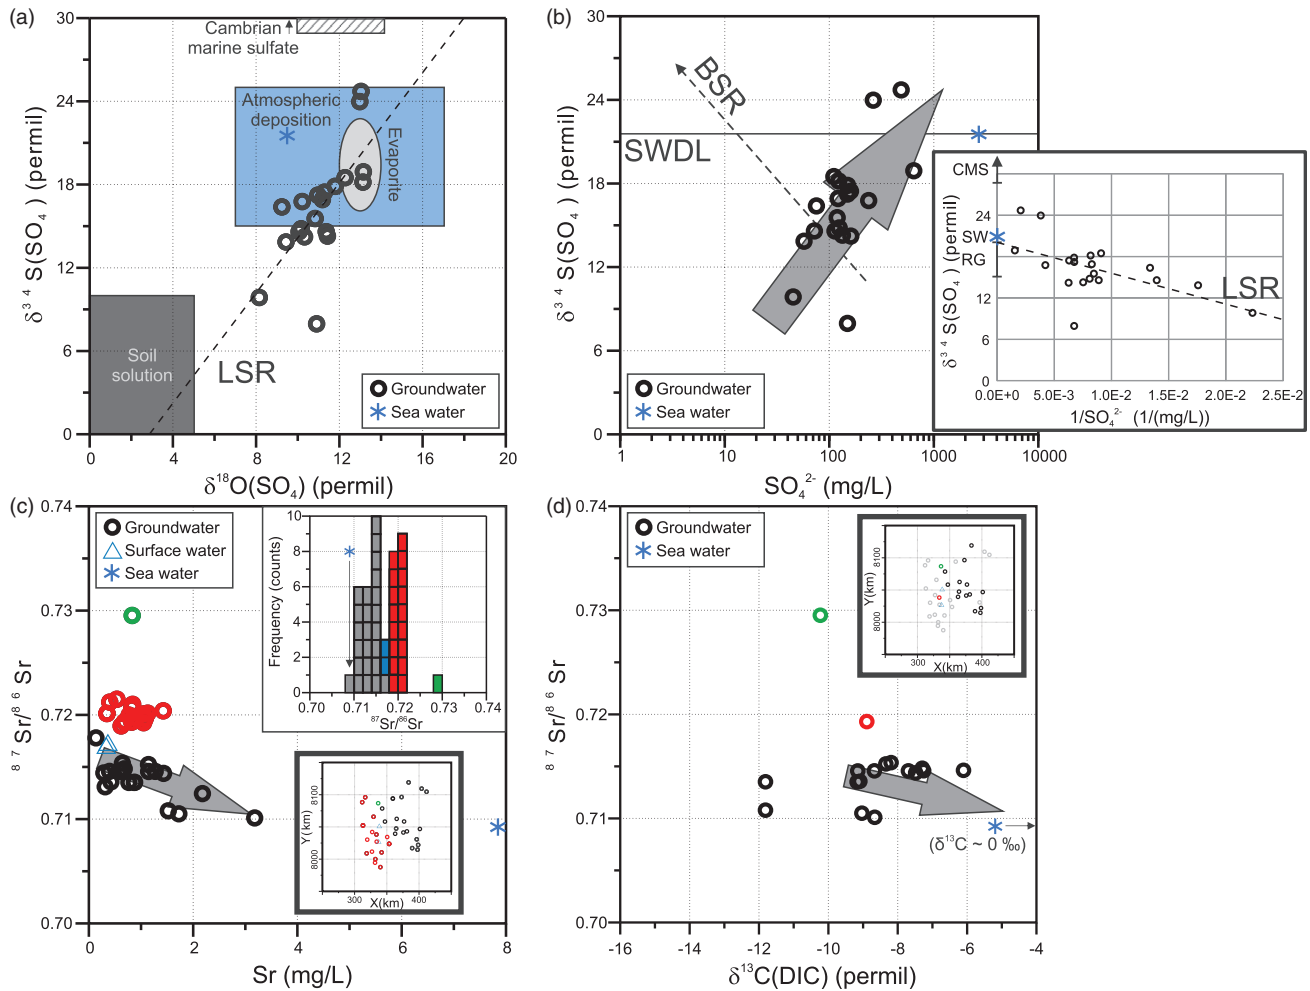 (a)
30
24
18
12
6
0
δ³⁴S(SO₄) (permil)
Cambrian
marine sulfate
Atmospheric
deposition
Evaporite
Soil
solution
LSR
Groundwater
Sea water
0 4 8 12 16 20
δ¹⁸O(SO₄) (permil)
(b)
30
24
18
12
6
0
δ³⁴S(SO₄) (permil)
BSR
SWDL
Groundwater
Sea water
1 10 100 1000 10000
SO₄²⁻ (mg/L)
CMS
24
SW
RG
12
6
0
δ³⁴S(SO₄) (permil)
LSR
0.0E+0 5.0E-3 1.0E-2 1.5E-2 2.0E-2 2.5E-2
1/SO₄²⁻ (1/(mg/L))
(c)
0.74
0.73
0.72
0.71
0.70
⁸⁷Sr/⁸⁶Sr
Groundwater
Surface water
Sea water
10
8
6
4
2
0
Frequency (counts)
0.70 0.71 0.72 0.73 0.74
⁸⁷Sr/⁸⁶Sr
8100
8000
Y(km)
300 400
X(km)
0 2 4 6 8
Sr (mg/L)
(d)
0.74
0.73
0.72
0.71
0.70
⁸⁷Sr/⁸⁶Sr
Groundwater
Sea water
8100
8000
Y(km)
300 400
X(km)
(δ¹³C ~ 0 ‰)
-16 -14 -12 -10 -8 -6 -4
δ¹³C(DIC) (permil)